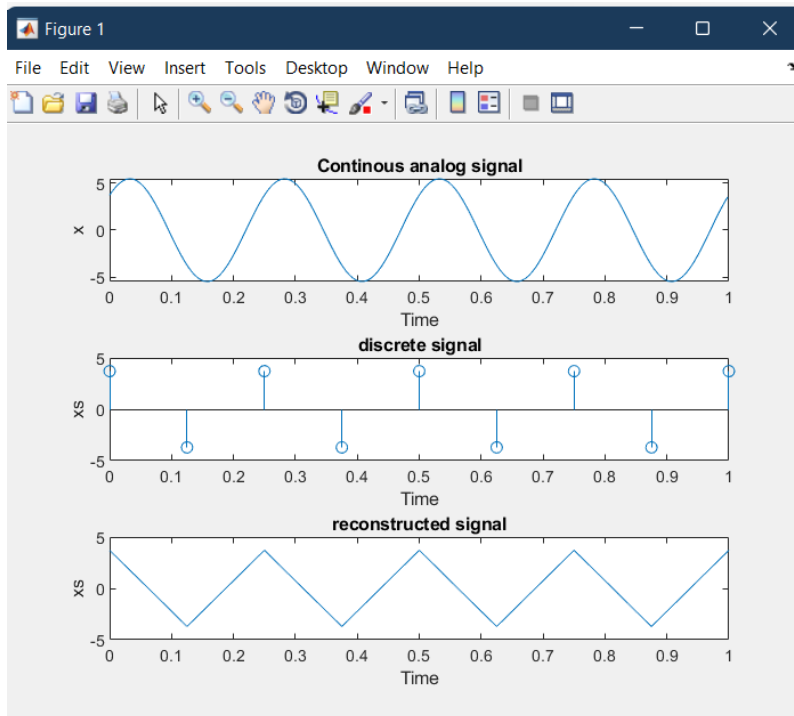 Figure 1
File Edit View Insert Tools Desktop Window Help
Continous analog signal
5
0
-5
x
0 0.1 0.2 0.3 0.4 0.5 0.6 0.7 0.8 0.9 1
Time
discrete signal
5
0
-5
xs
0 0.1 0.2 0.3 0.4 0.5 0.6 0.7 0.8 0.9 1
Time
reconstructed signal
5
0
-5
xs
0 0.1 0.2 0.3 0.4 0.5 0.6 0.7 0.8 0.9 1
Time